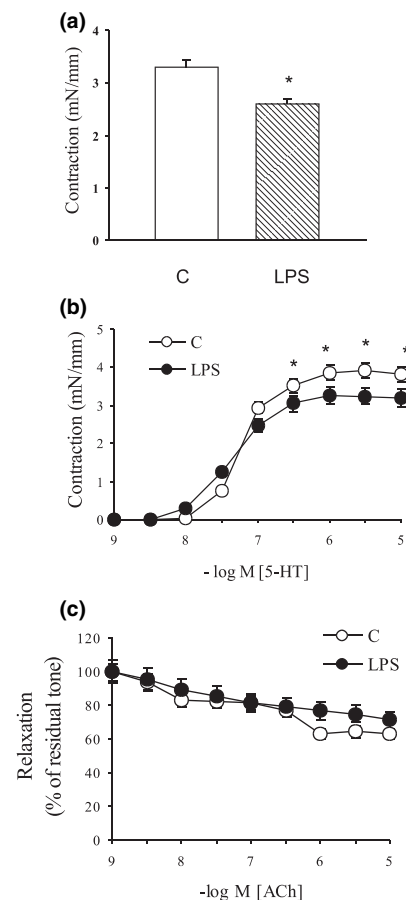 (a)
Contraction (mN/mm)
4
3
2
1
0
*
C
LPS
(b)
Contraction (mN/mm)
5
4
3
2
1
0
C
LPS
* * * *
9 8 7 6 5
- log M [5-HT]
(c)
Relaxation
(% of residual tone)
120
100
80
60
40
20
0
C
LPS
9 8 7 6 5
-log M [ACh]